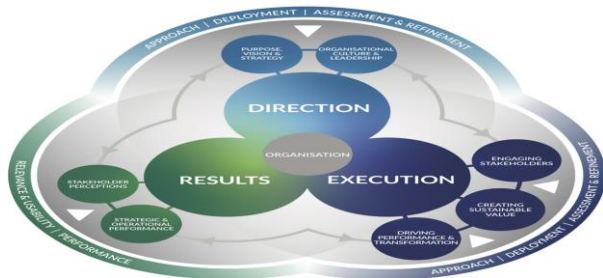 APPROACH | DEPLOYMENT | ASSESSMENT & REFINEMENT
PURPOSE,
VISION &
STRATEGY
ORGANISATIONAL
CULTURE &
LEADERSHIP
DIRECTION
ORGANISATION
RESULTS
EXECUTION
STAKEHOLDER
PERCEPTIONS
STRATEGIC &
OPERATIONAL
PERFORMANCE
ENGAGING
STAKEHOLDERS
CREATING
SUSTAINABLE
VALUE
DRIVING
PERFORMANCE &
TRANSFORMATION
RELEVANCE & USABILITY | PERFORMANCE
APPROACH | DEPLOYMENT | ASSESSMENT & REFINEMENT